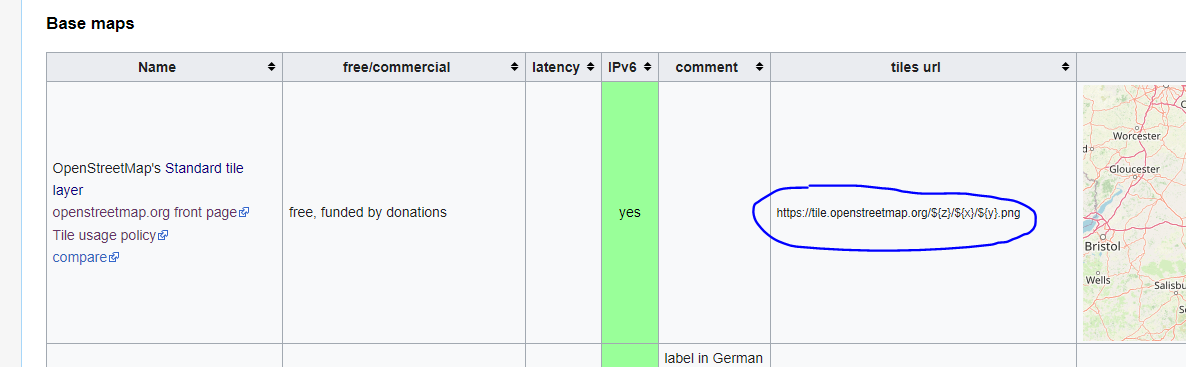 Base maps
Name free/commercial latency IPv6 comment tiles url
OpenStreetMap's Standard tile
layer
openstreetmap.org front page
Tile usage policy
compare
free, funded by donations
yes
https://tile.openstreetmap.org/${z}/${x}/${y}.png
Worcester
Gloucester
Bristol
Wells
Salisbu
label in German